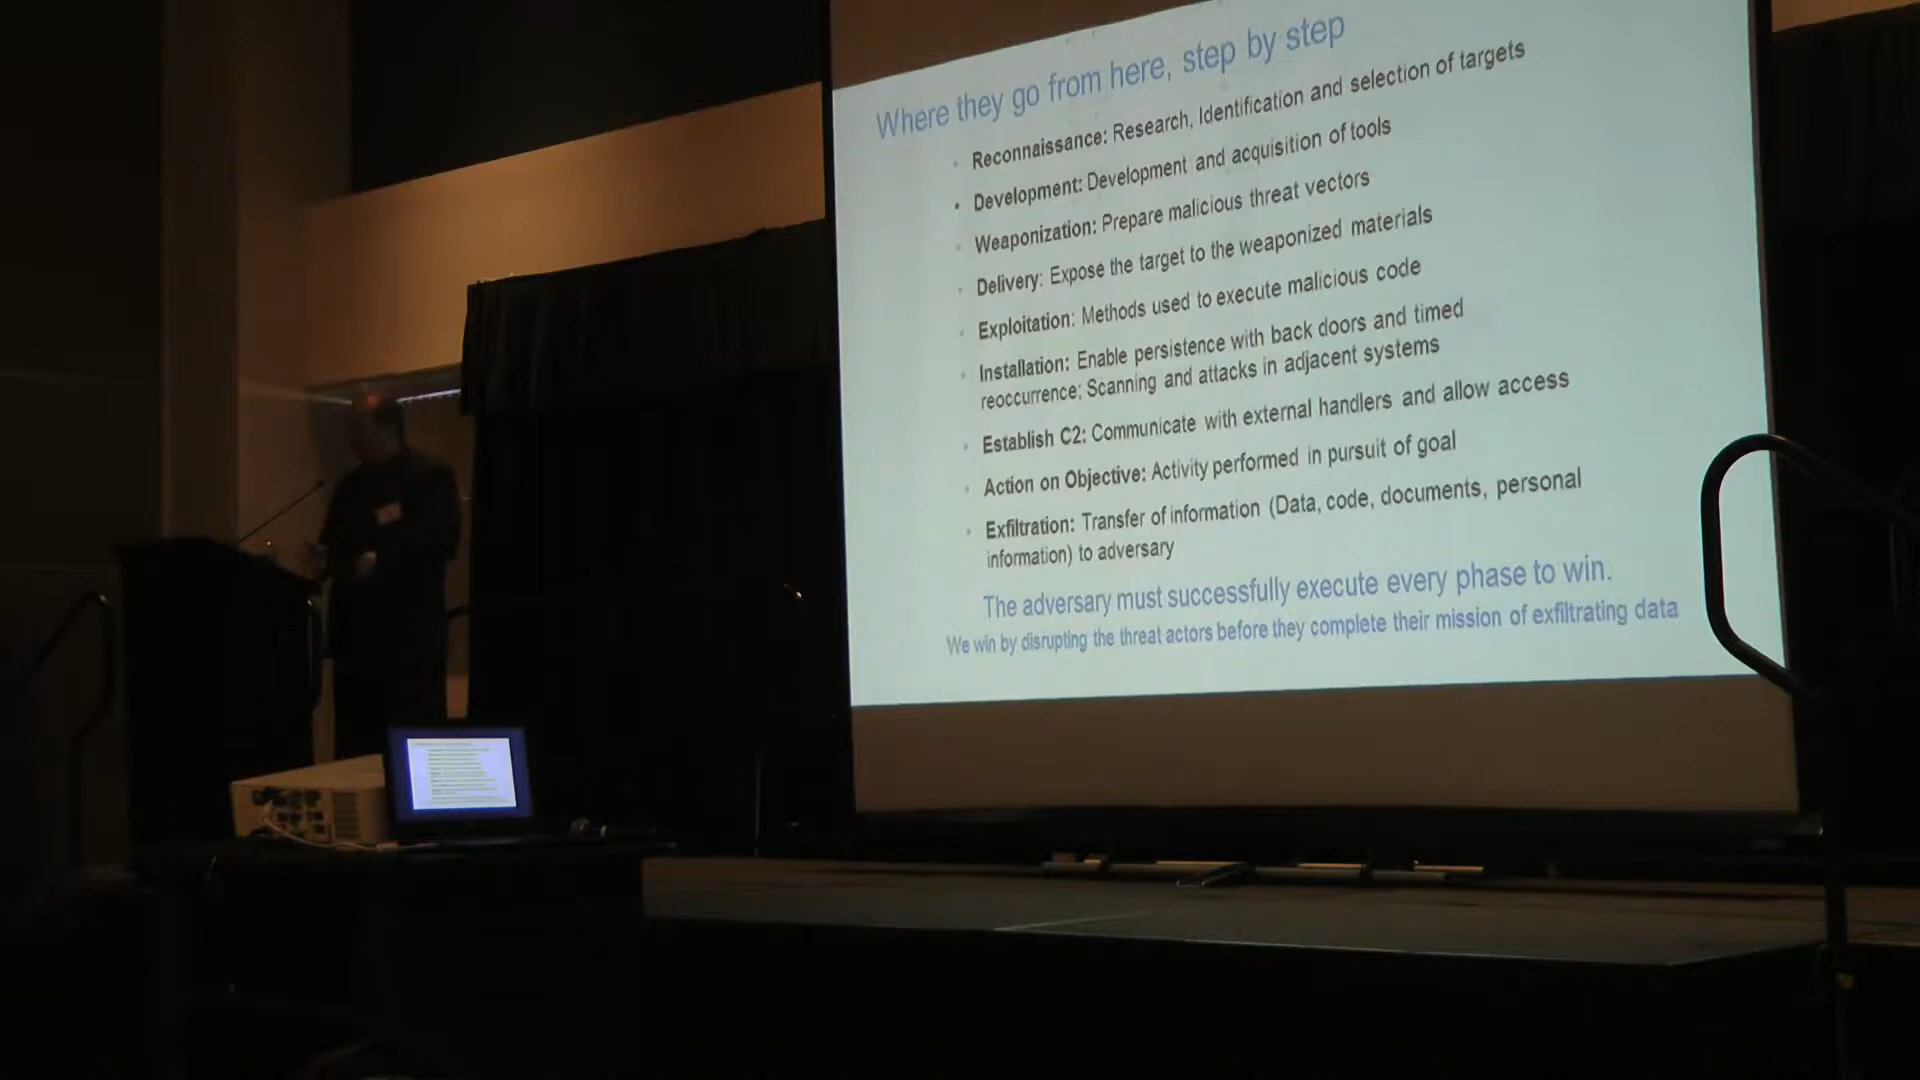 Where they go from here, step by step
Reconnaissance: Research, Identification and selection of targets
Development: Development and acquisition of tools
Weaponization: Prepare malicious threat vectors
Delivery: Expose the target to the weaponized materials
Exploitation: Methods used to execute malicious code
Installation: Enable persistence with back doors and timed
reoccurrence; Scanning and attacks in adjacent systems
Establish C2: Communicate with external handlers and allow access
Action on Objective: Activity performed in pursuit of goal
Exfiltration: Transfer of information (Data, code, documents, personal
information) to adversary
The adversary must successfully execute every phase to win.
We win by disrupting the threat actors before they complete their mission of exfiltrating data